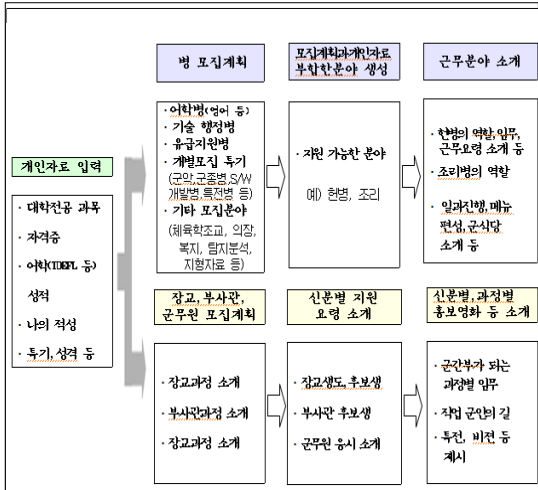 개인자료 입력
· 대학전공 과목
· 자격증
· 어학(TOEFL 등)
성적
· 나의 적성
· 특기, 성격 등
병 모집계획
· 어학병(영어 등)
· 기술 행정병
· 유급지원병
· 개별모집 특기
(군악,군종병,S/W
개발병,특전병 등)
· 기타 모집분야
(체육학조교, 의장,
복지, 탐지분석,
지형자료 등)
모집계획과개인자료
부합한분야 생성
· 지원 가능한 분야
예) 헌병, 조리
근무분야 소개
· 헌병의 역할, 임무,
근무요령 소개 등
· 조리병의 역할
· 일과진행, 메뉴
편성, 군식당
소개 등
장교, 부사관,
군무원 모집계획
· 장교과정 소개
· 부사관과정 소개
· 장교과정 소개
신분별 지원
요령 소개
· 장교생도, 후보생
· 부사관 후보생
· 군무원 응시 소개
신분별, 과정별
홍보영화 등 소개
· 군간부가 되는
과정별 임무
· 직업 군인의 길
· 특전, 비젼 등
제시